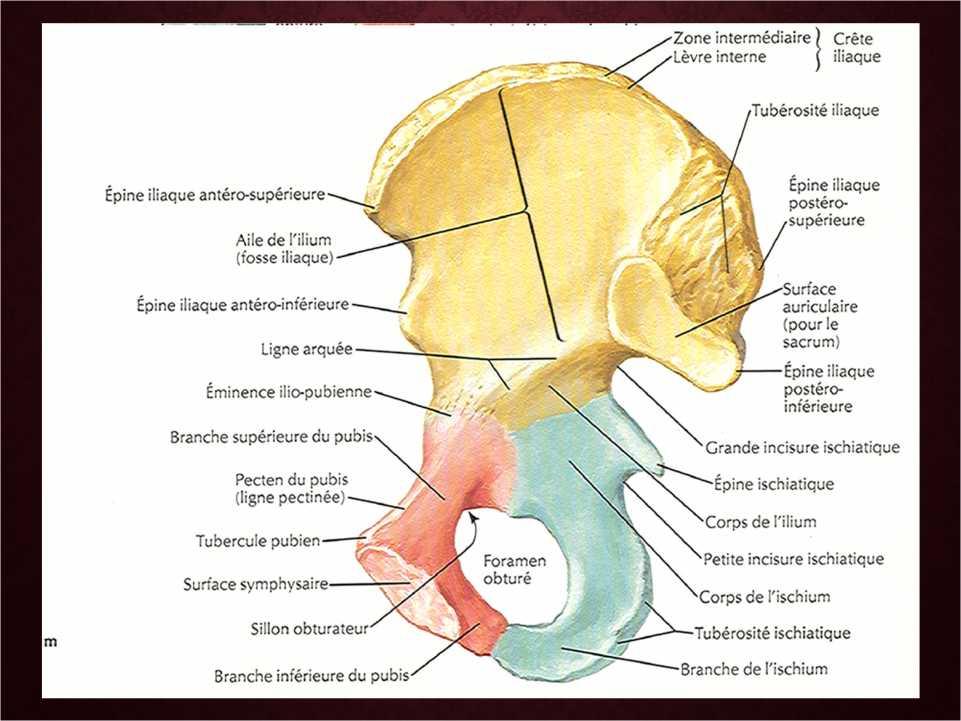 Zone intermédiaire
Lèvre interne
Crête
iliaque
Tubérosité iliaque
Épine iliaque
postéro-
supérieure
Épine iliaque antéro-supérieure
Aile de l'ilium
(fosse iliaque)
Surface
auriculaire
(pour le
sacrum)
Épine iliaque antéro-inférieure
Ligne arquée
Épine iliaque
postéro-
inférieure
Éminence ilio-pubienne
Branche supérieure du pubis
Grande incisure ischiatique
Pecten du pubis
(ligne pectinée)
Épine ischiatique
Corps de l'ilium
Tubercule pubien
Foramen
obturé
Petite incisure ischiatique
Surface symphysaire
Corps de l'ischium
Sillon obturateur
Tubérosité ischiatique
m
Branche inférieure du pubis
Branche de l'ischium